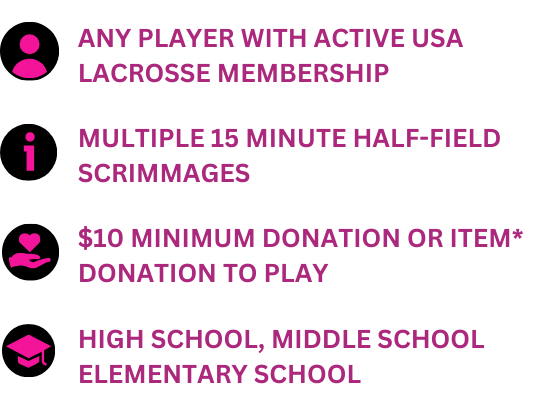 ANY PLAYER WITH ACTIVE USA
LACROSSE MEMBERSHIP
MULTIPLE 15 MINUTE HALF-FIELD
SCRIMMAGES
$10 MINIMUM DONATION OR ITEM*
DONATION TO PLAY
HIGH SCHOOL, MIDDLE SCHOOL
ELEMENTARY SCHOOL